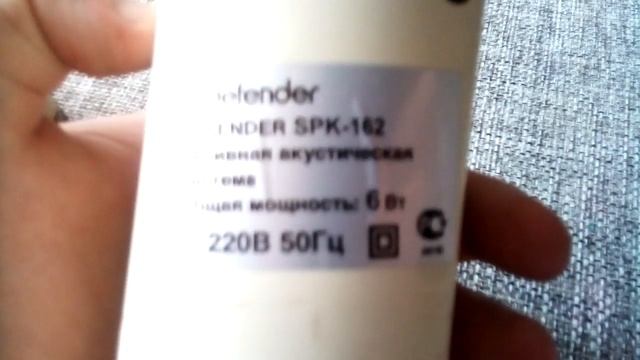 efender
ENDER SPK-162
ивная акустическая
тема
щая мощность: 6 Вт
220В 50Гц